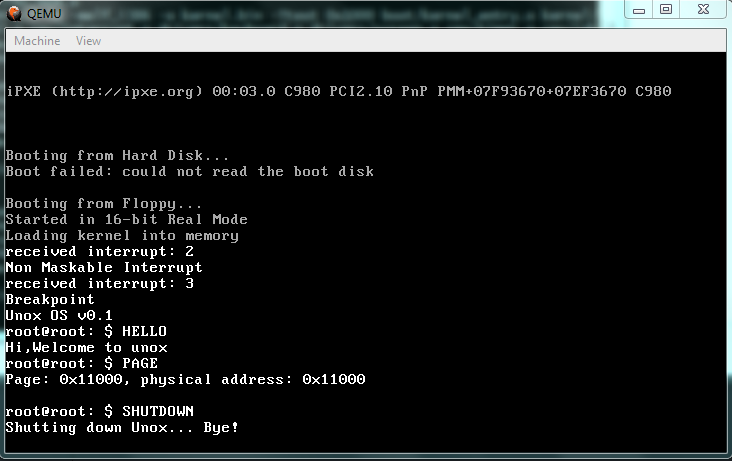 QEMU
Machine View
iPXE (http://ipxe.org) 00:03.0 C980 PCI2.10 PnP PMM+07F93670+07EF3670 C980
Booting from Hard Disk...
Boot failed: could not read the boot disk
Booting from Floppy...
Started in 16-bit Real Mode
Loading kernel into memory
received interrupt: 2
Non Maskable Interrupt
received interrupt: 3
Breakpoint
Unox OS v0.1
root@root: $ HELLO
Hi,Welcome to unox
root@root: $ PAGE
Page: 0x11000, physical address: 0x11000
root@root: $ SHUTDOWN
Shutting down Unox... Bye!